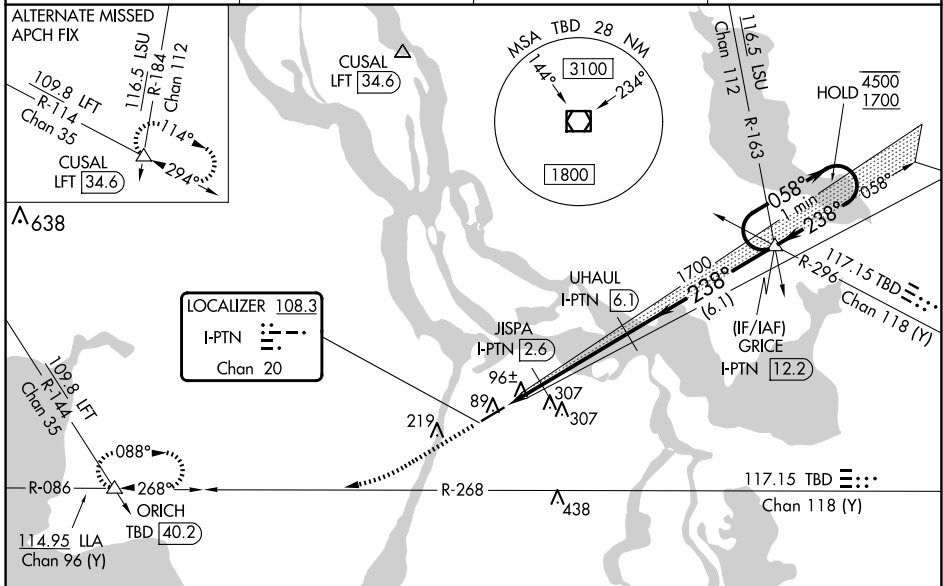 ALTERNATE MISSED
APCH FIX
116.5 LSU
R-184
Chan 112
109.8 LFT
R-114
Chan 35
114°
294°
CUSAL
LFT 34.6
638
CUSAL
LFT 34.6
MSA TBD 28 NM
144°
3100
234°
1800
116.5 LSU
Chan 112
R-163
HOLD
4500
1700
058°
1 min
238°
058°
R-296
117.15 TBD
Chan 118 (Y)
1700
238°
(6.1)
UHAUL
I-PTN 6.1
(IF/IAF)
GRICE
I-PTN 12.2
JISPA
I-PTN 2.6
LOCALIZER 108.3
I-PTN
Chan 20
96±
89
307
307
219
109.8 LFT
R-144
Chan 35
088°
R-086
268°
R-268
117.15 TBD
Chan 118 (Y)
ORICH
TBD 40.2
438
114.95 LLA
Chan 96 (Y)